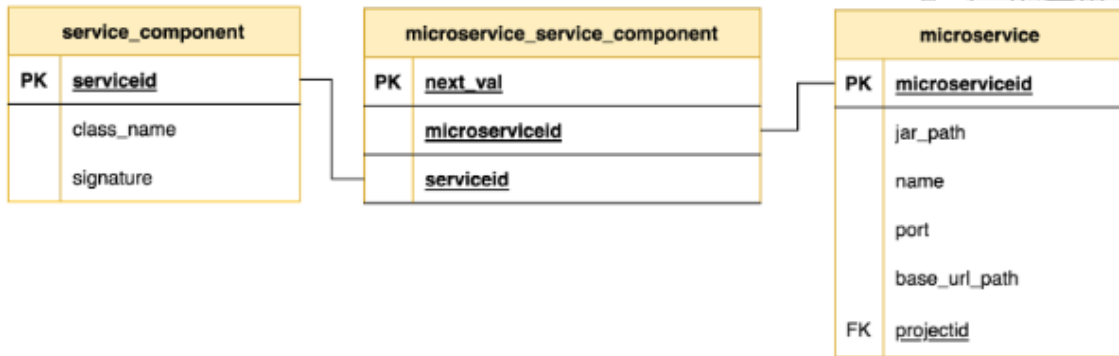 service_component
PK serviceid
class_name
signature
microservice_service_component
PK next_val
microserviceid
serviceid
microservice
PK microserviceid
jar_path
name
port
base_url_path
FK projectid